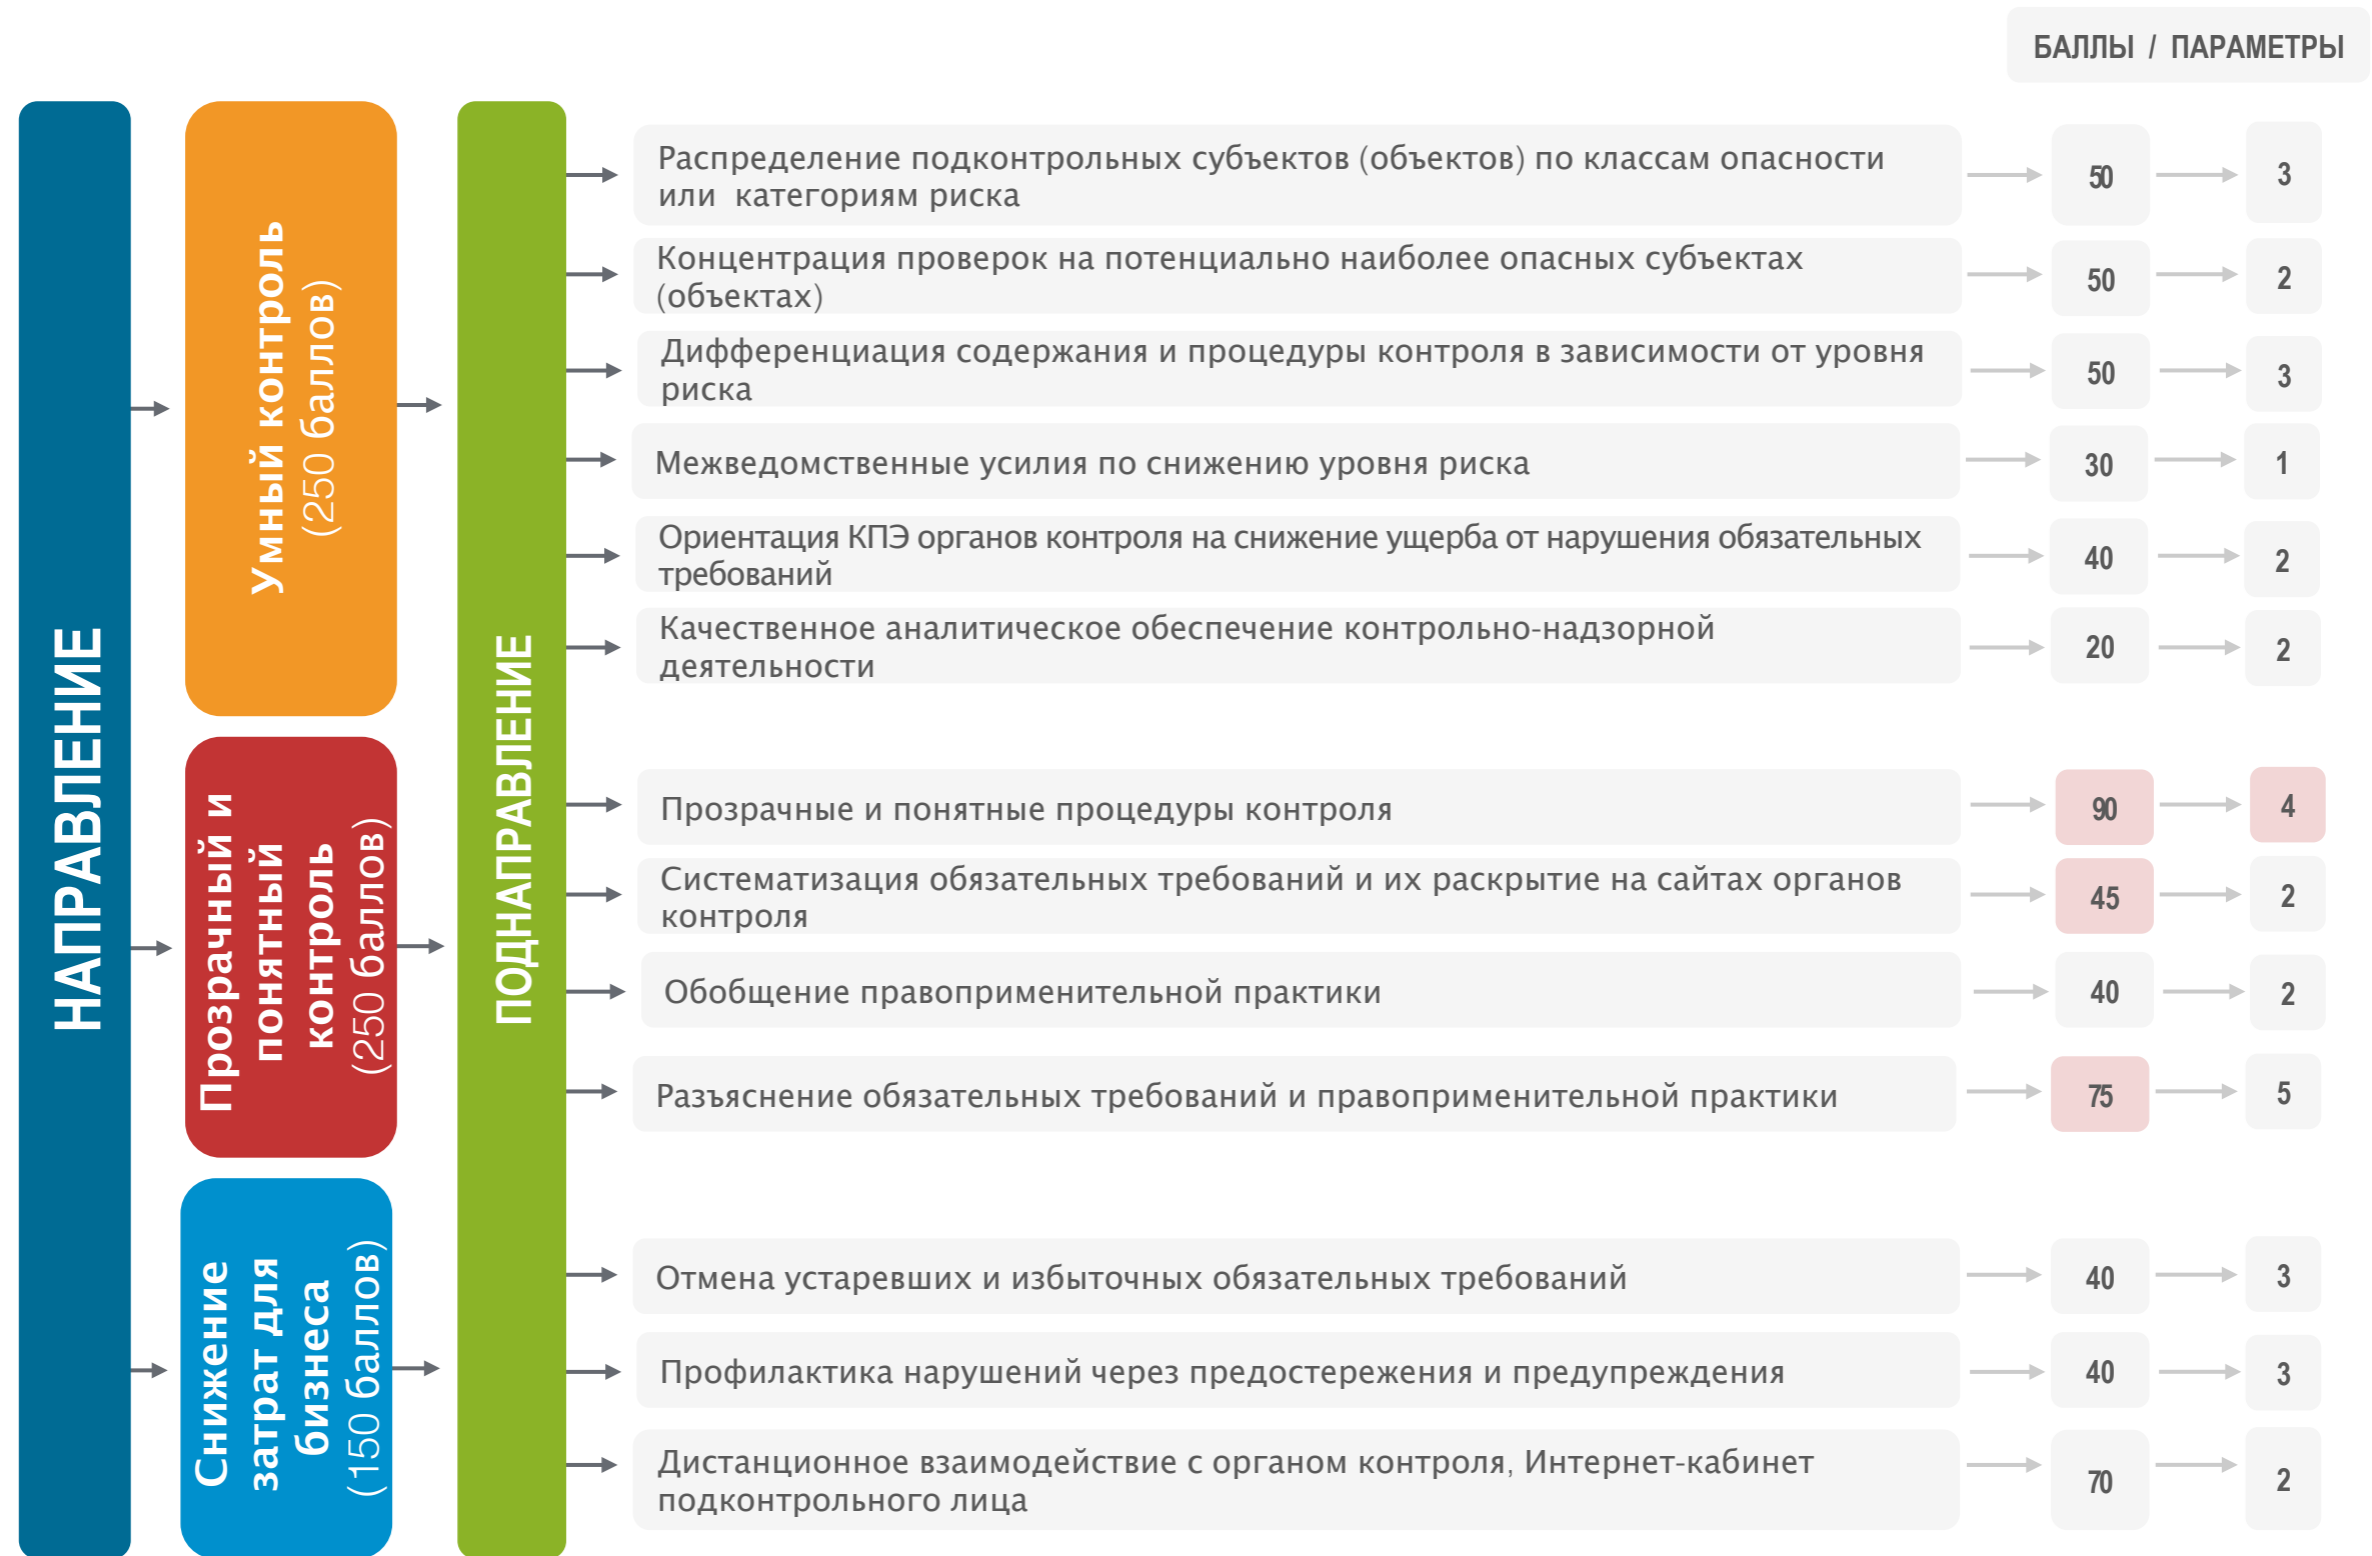 БАЛЛЫ / ПАРАМЕТРЫ
НАПРАВЛЕНИЕ
Умный контроль
(250 баллов)
ПОДНАПРАВЛЕНИЕ
Распределение подконтрольных субъектов (объектов) по классам опасности
или категориям риска
50
3
Концентрация проверок на потенциально наиболее опасных субъектах
(объектах)
50
2
Дифференциация содержания и процедуры контроля в зависимости от уровня
риска
50
3
Межведомственные усилия по снижению уровня риска
30
1
Ориентация КПЭ органов контроля на снижение ущерба от нарушения обязательных
требований
40
2
Качественное аналитическое обеспечение контрольно-надзорной
деятельности
20
2
Прозрачный и
понятный
контроль
(250 баллов)
Прозрачные и понятные процедуры контроля
90
4
Систематизация обязательных требований и их раскрытие на сайтах органов
контроля
45
2
Обобщение правоприменительной практики
40
2
Разъяснение обязательных требований и правоприменительной практики
75
5
Снижение
затрат для
бизнеса
(150 баллов)
Отмена устаревших и избыточных обязательных требований
40
3
Профилактика нарушений через предостережения и предупреждения
40
3
Дистанционное взаимодействие с органом контроля, Интернет-кабинет
подконтрольного лица
70
2